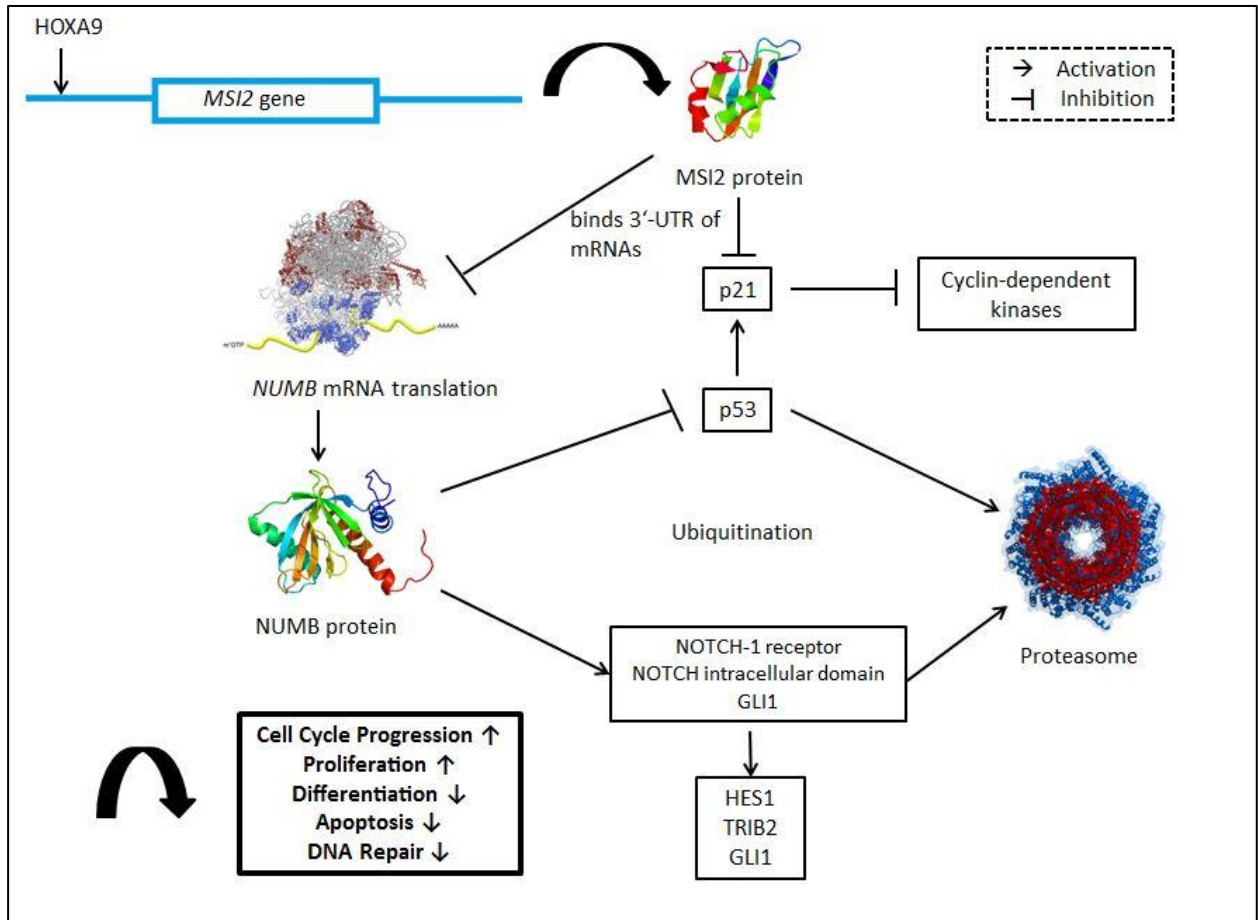 HOXA9
MSI2 gene
→ Activation
⊣ Inhibition
MSI2 protein
binds 3‘-UTR of
mRNAs
p21
Cyclin-dependent
kinases
m⁷GTP
-AAAAA
NUMB mRNA translation
p53
Ubiquitination
NUMB protein
NOTCH-1 receptor
NOTCH intracellular domain
GLI1
Proteasome
Cell Cycle Progression ↑
Proliferation ↑
Differentiation ↓
Apoptosis ↓
DNA Repair ↓
HES1
TRIB2
GLI1